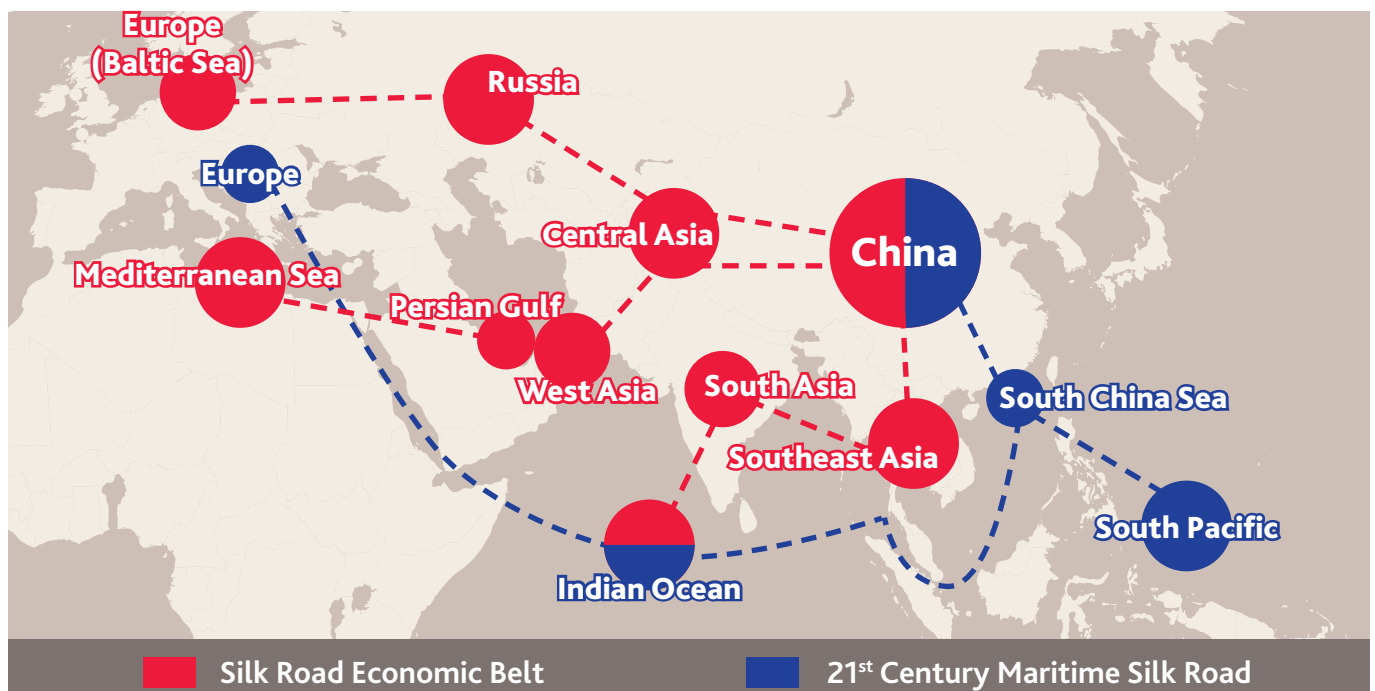 Europe
(Baltic Sea)
Russia
Europe
Central Asia
China
Mediterranean Sea
Persian Gulf
West Asia
South Asia
South China Sea
Southeast Asia
South Pacific
Indian Ocean
Silk Road Economic Belt
21st Century Maritime Silk Road